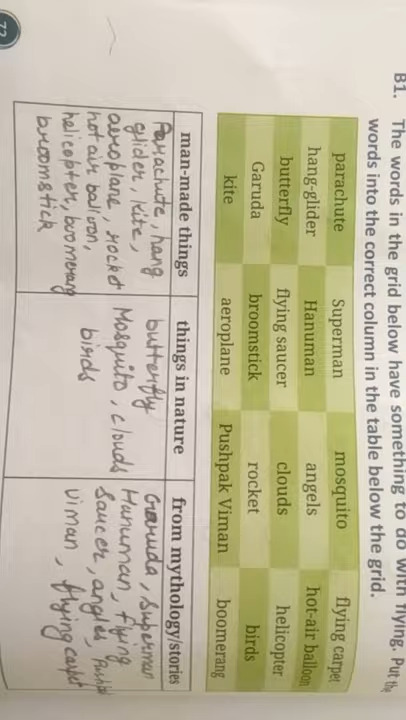 B1. The words in the grid below have something to do with flying. Put the
words into the correct column in the table below the grid.
parachute Superman mosquito flying carpet
hang-glider Hanuman angels hot-air balloon
butterfly flying saucer clouds helicopter
Garuda broomstick rocket birds
kite aeroplane Pushpak Viman boomerang
man-made things things in nature from mythology/stories
Parachute, hang butterfly Garuda, Superman
glider, kite, Mosquito, clouds Hanuman, flying
aeroplane, rocket birds saucer, angles, Pushpak
hot air balloon, viman, flying carpet
helicopter, boomerang
broomstick
72